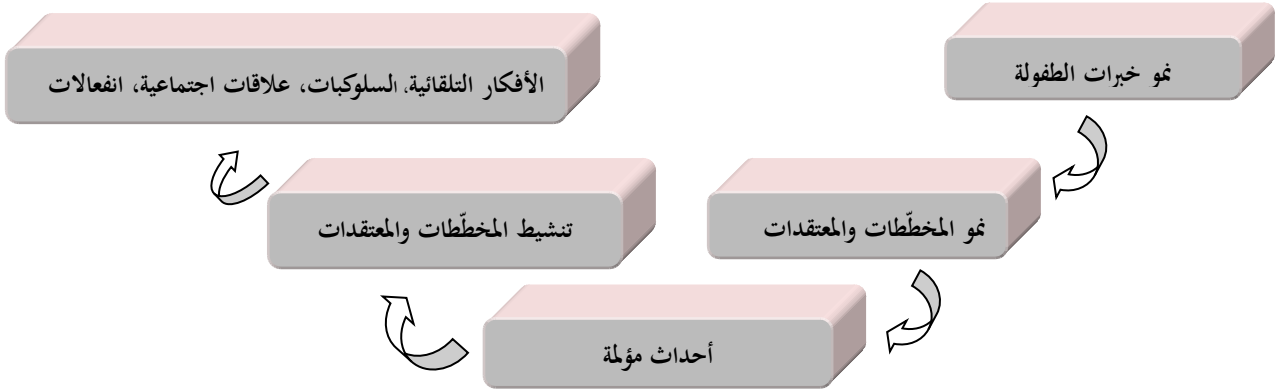 نمو خبرات الطفولة
نمو المخطّطات والمعتقدات
أحداث مؤلمة
تنشيط المخطّطات والمعتقدات
الأفكار التلقائية، السلوكيات، علاقات اجتماعية، انفعالات